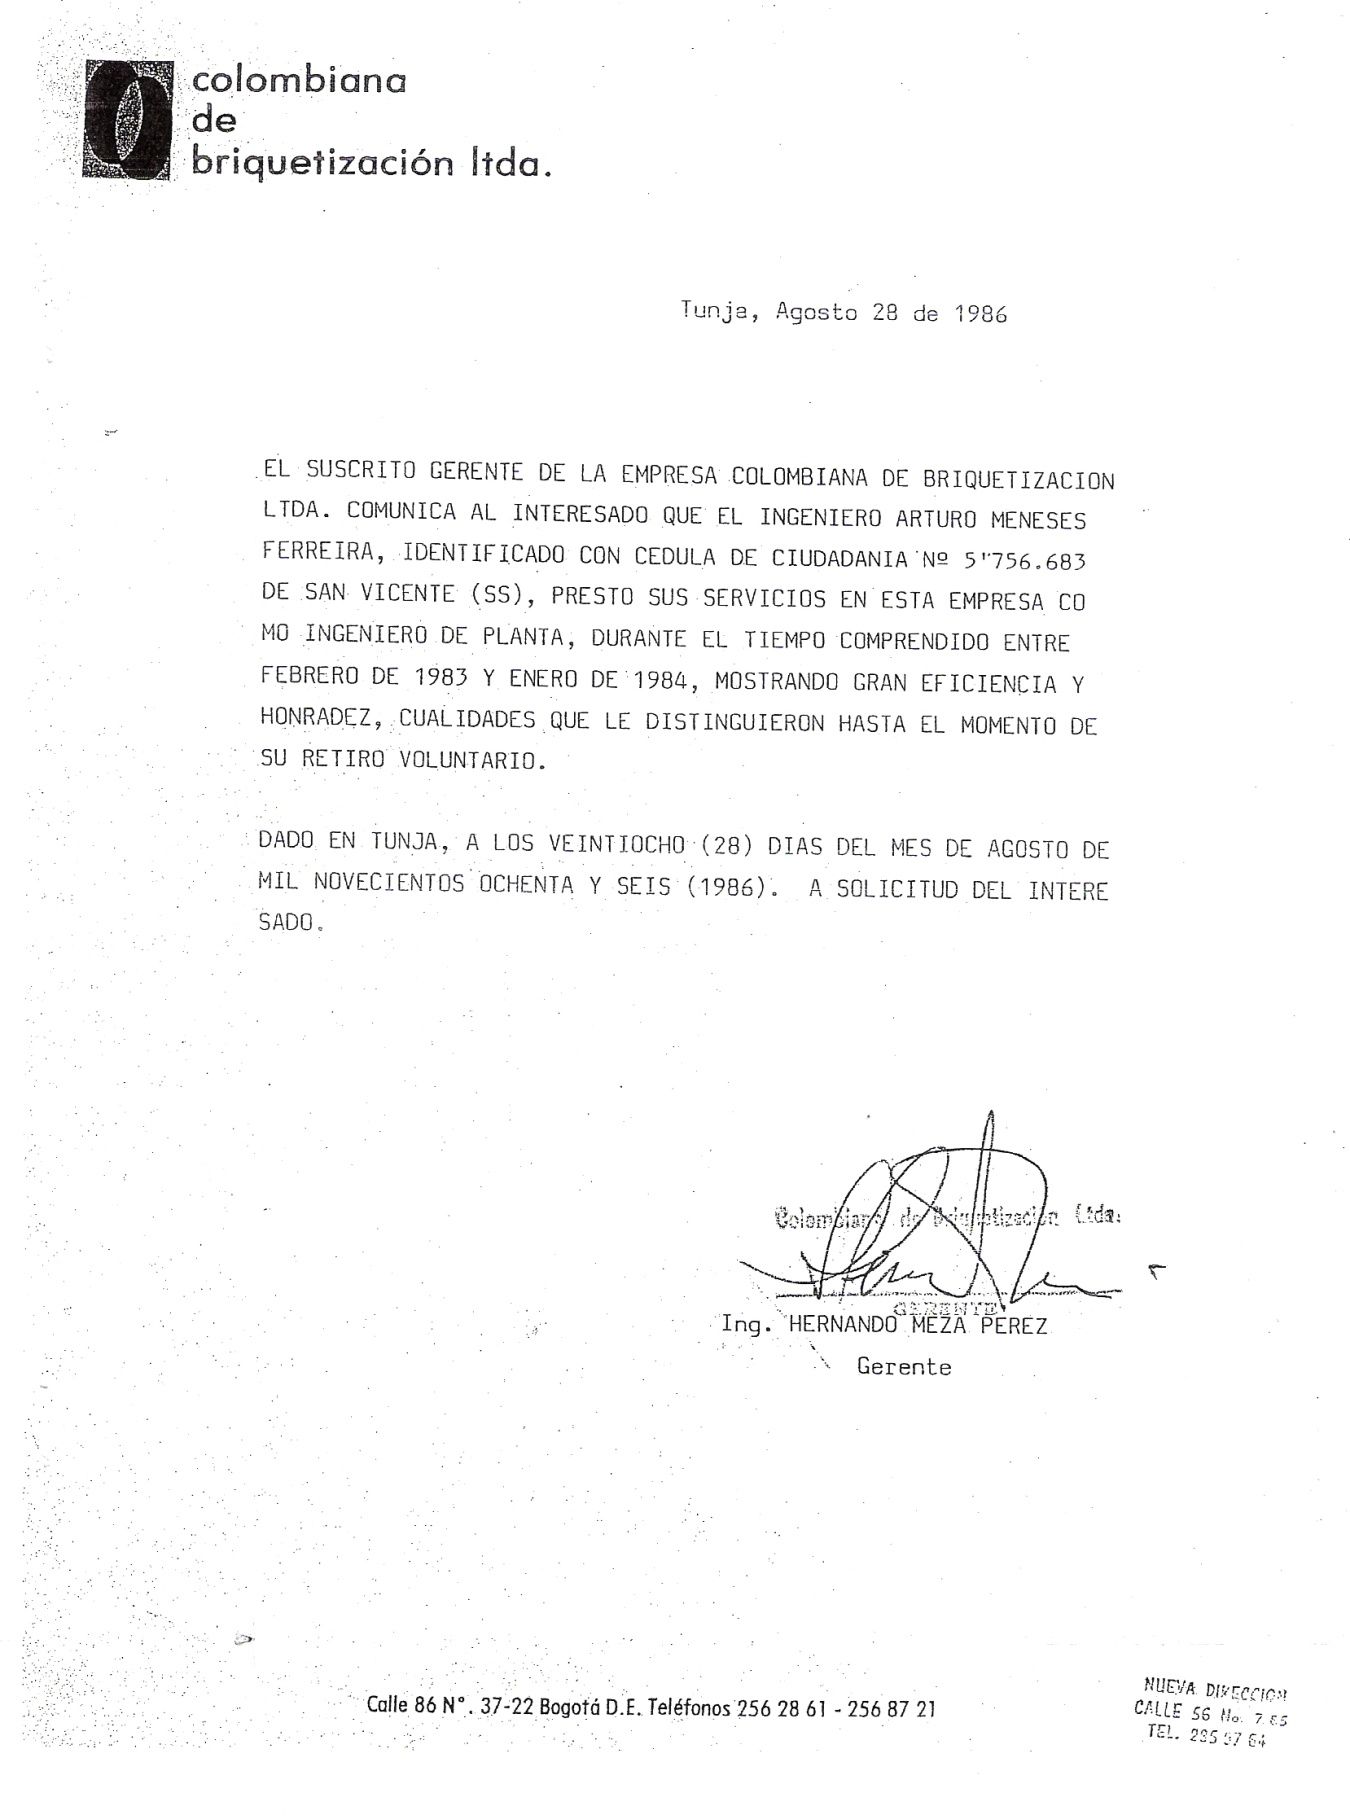 colombiana
de
briquetización ltda.
Tunja, Agosto 28 de 1986
EL SUSCRITO GERENTE DE LA EMPRESA COLOMBIANA DE BRIQUETIZACION
LTDA. COMUNICA AL INTERESADO QUE EL INGENIERO ARTURO MENESES
FERREIRA, IDENTIFICADO CON CEDULA DE CIUDADANIA Nº 5'756.683
DE SAN VICENTE (SS), PRESTO SUS SERVICIOS EN ESTA EMPRESA CO
MO INGENIERO DE PLANTA, DURANTE EL TIEMPO COMPRENDIDO ENTRE
FEBRERO DE 1983 Y ENERO DE 1984, MOSTRANDO GRAN EFICIENCIA Y
HONRADEZ, CUALIDADES QUE LE DISTINGUIERON HASTA EL MOMENTO DE
SU RETIRO VOLUNTARIO.
DADO EN TUNJA, A LOS VEINTIOCHO (28) DIAS DEL MES DE AGOSTO DE
MIL NOVECIENTOS OCHENTA Y SEIS (1986). A SOLICITUD DEL INTERE
SADO.
Colombiana de Briquetización Ltda.
GERENTE
Ing. HERNANDO MEZA PEREZ
Gerente
Calle 86 N°. 37-22 Bogotá D.E. Teléfonos 256 28 61 - 256 87 21
NUEVA DIRECCION
CALLE 56 No.
TEL.